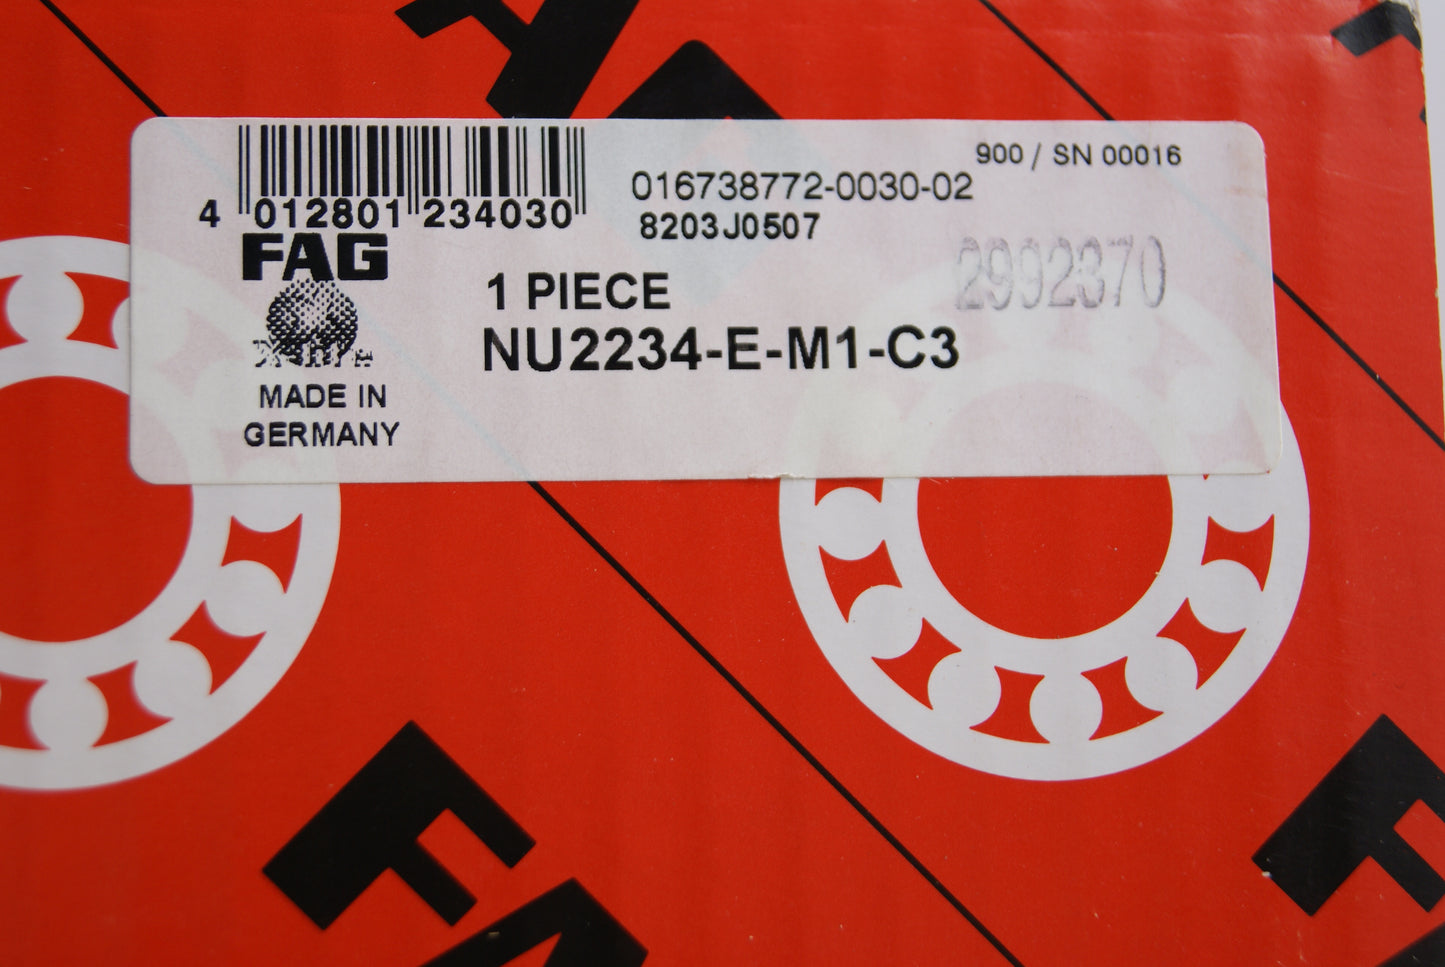 900 / SN 00016
016738772-0030-02
4 012801 234030
8203J0507
FAG
2992370
1 PIECE
NU2234-E-M1-C3
MADE IN
GERMANY